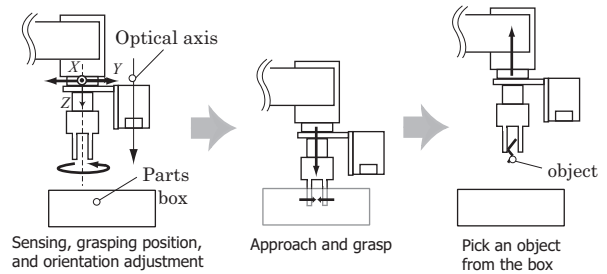 Optical axis
X
Y
Z
Parts
box
object
Sensing, grasping position,
and orientation adjustment
Approach and grasp
Pick an object
from the box